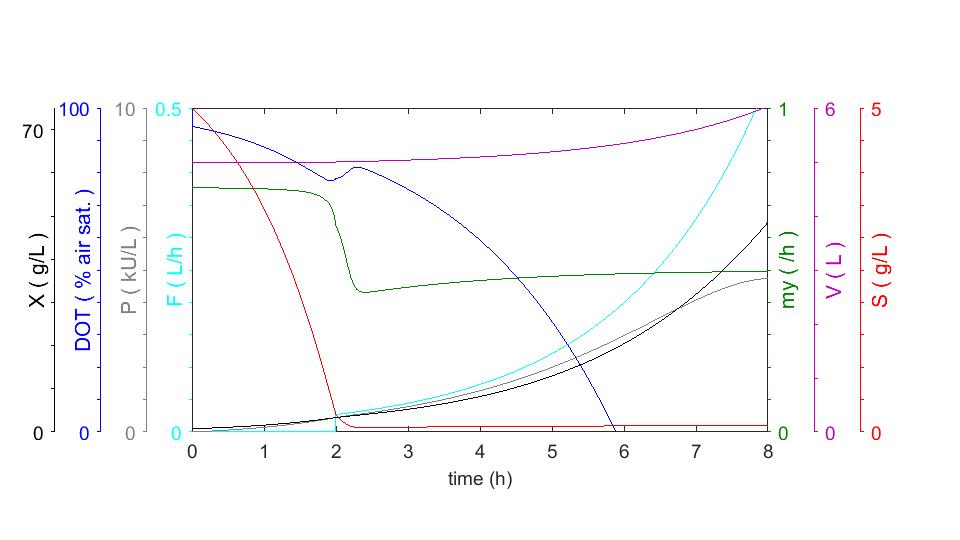 100 10 0.5 1 6 5
70
X ( g/L )
DOT ( % air sat. )
P ( kU/L )
F ( L/h )
my ( /h )
V ( L )
S ( g/L )
0 0 0 0 0 0 0
0 1 2 3 4 5 6 7 8
time (h)